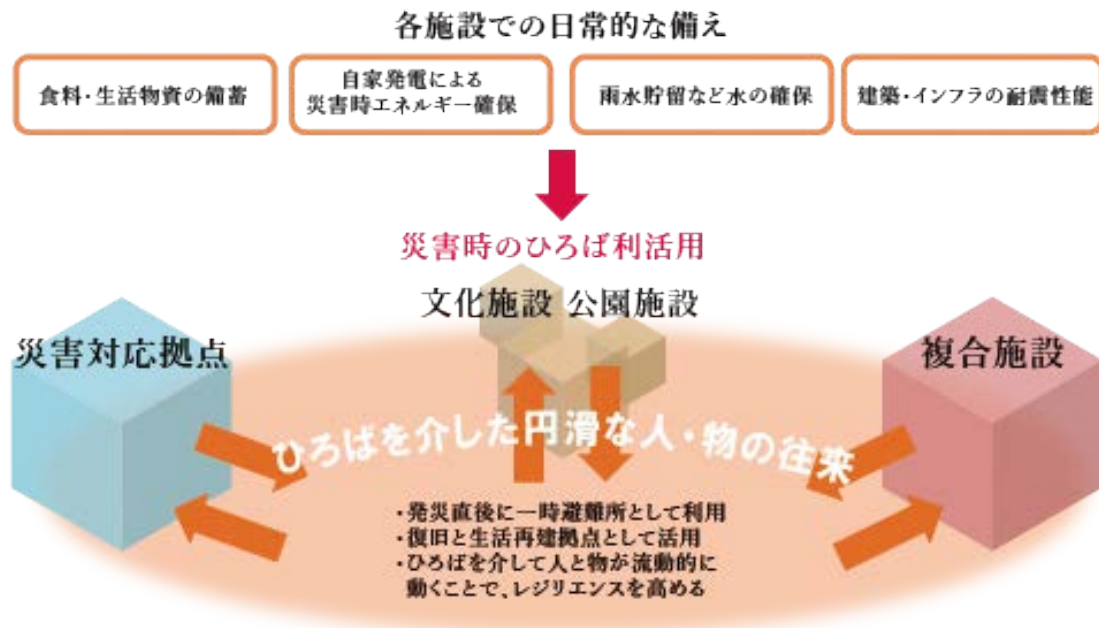 各施設での日常的な備え
食料・生活物資の備蓄
自家発電による
災害時エネルギー確保
雨水貯留など水の確保
建築・インフラの耐震性能
災害時のひろば利活用
文化施設 公園施設
災害対応拠点
複合施設
ひろばを介した円滑な人・物の往来
・発災直後に一時避難所として利用
・復旧と生活再建拠点として活用
・ひろばを介して人と物が流動的に
動くことで、レジリエンスを高める